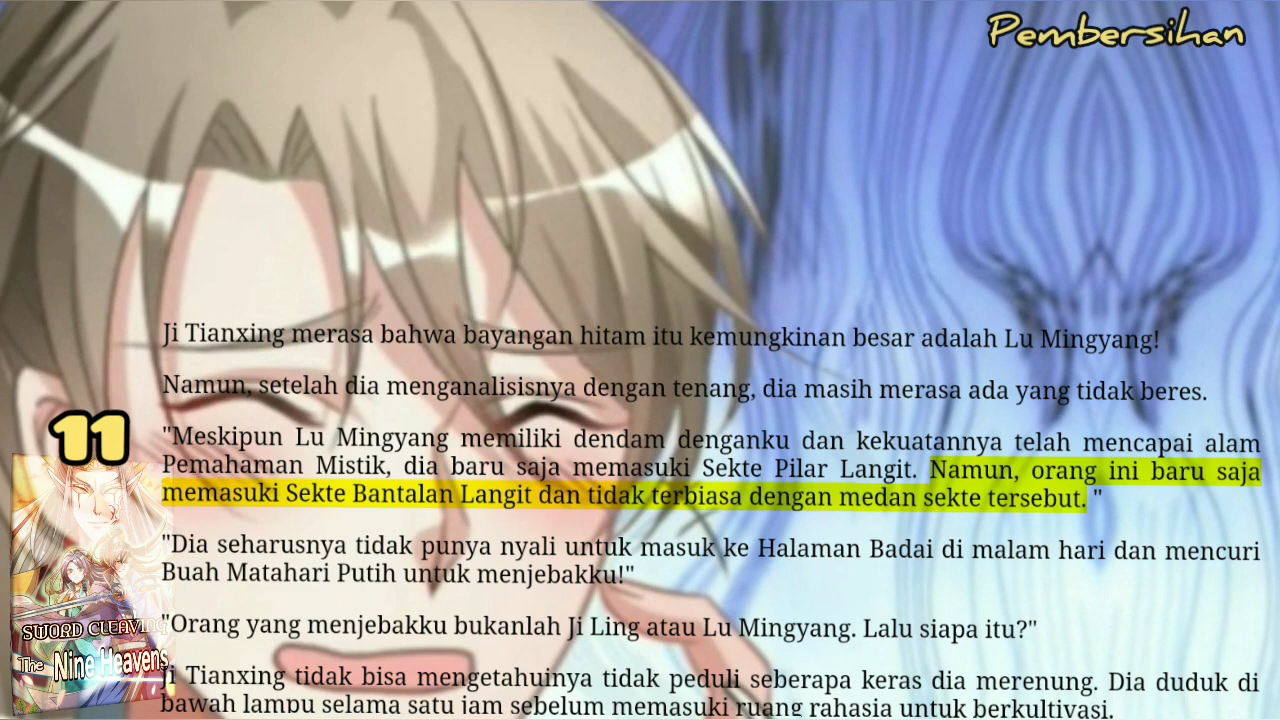 Pembersihan
Ji Tianxing merasa bahwa bayangan hitam itu kemungkinan besar adalah Lu Mingyang!
Namun, setelah dia menganalisisnya dengan tenang, dia masih merasa ada yang tidak beres.
"Meskipun Lu Mingyang memiliki dendam denganku dan kekuatannya telah mencapai alam
Pemahaman Mistik, dia baru saja memasuki Sekte Pilar Langit. Namun, orang ini baru saja
memasuki Sekte Bantalan Langit dan tidak terbiasa dengan medan sekte tersebut. "
"Dia seharusnya tidak punya nyali untuk masuk ke Halaman Badai di malam hari dan mencuri
Buah Matahari Putih untuk menjebakku!"
"Orang yang menjebakku bukanlah Ji Ling atau Lu Mingyang. Lalu siapa itu?"
Ji Tianxing tidak bisa mengetahuinya tidak peduli seberapa keras dia merenung. Dia duduk di
bawah lampu selama satu jam sebelum memasuki ruang rahasia untuk berkultivasi.
11
SWORD CLEAVING
The Nine Heavens